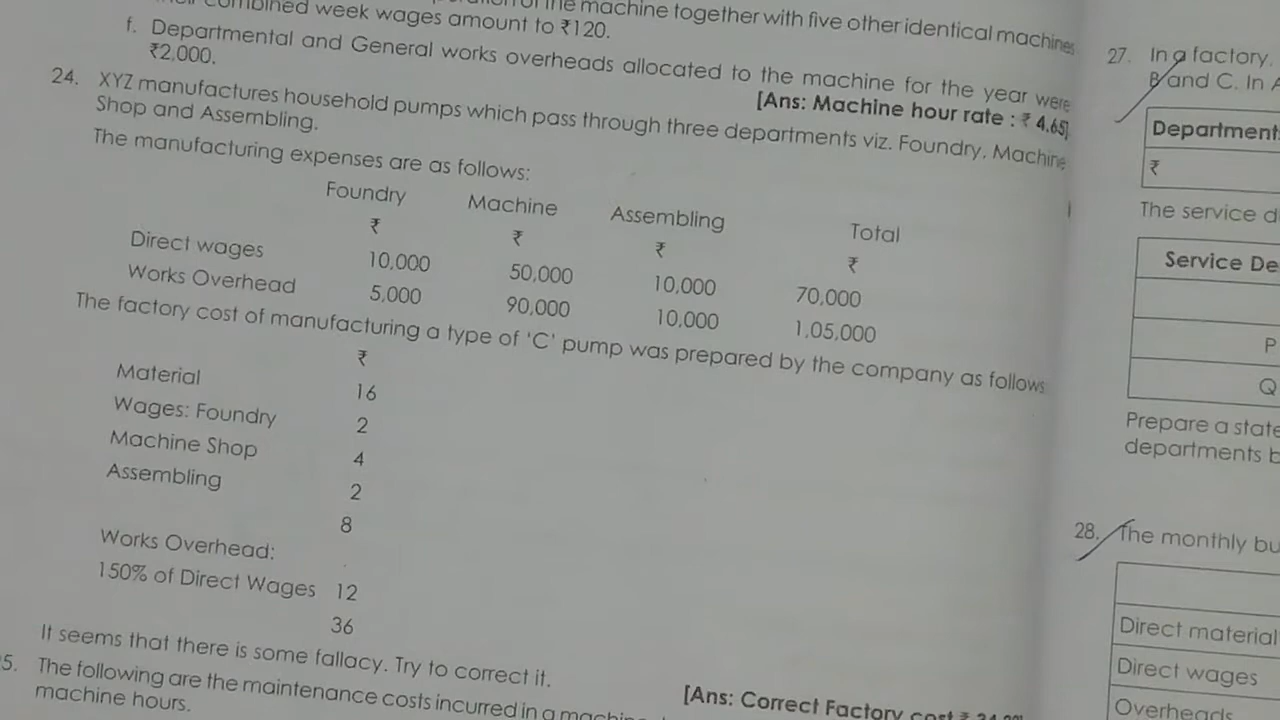 combined week wages amount to ₹120.
the machine together with five other identical machines
f. Departmental and General works overheads allocated to the machine for the year were
₹2,000.
[Ans: Machine hour rate : ₹ 4.65]
24. XYZ manufactures household pumps which pass through three departments viz. Foundry, Machine
Shop and Assembling.
The manufacturing expenses are as follows:
Foundry Machine Assembling Total
₹ ₹ ₹ ₹
Direct wages 10,000 50,000 10,000 70,000
Works Overhead 5,000 90,000 10,000 1,05,000
The factory cost of manufacturing a type of 'C' pump was prepared by the company as follows
₹
Material 16
Wages: Foundry 2
Machine Shop 4
Assembling 2
8
Works Overhead:
150% of Direct Wages 12
36
It seems that there is some fallacy. Try to correct it.
[Ans: Correct Factory cost ₹
5. The following are the maintenance costs incurred in a
machine hours.
27. In a factory,
B and C. In A
Department
₹
The service d
Service De
P
Q
Prepare a state
departments b
28. The monthly bu
Direct material
Direct wages
Overheads